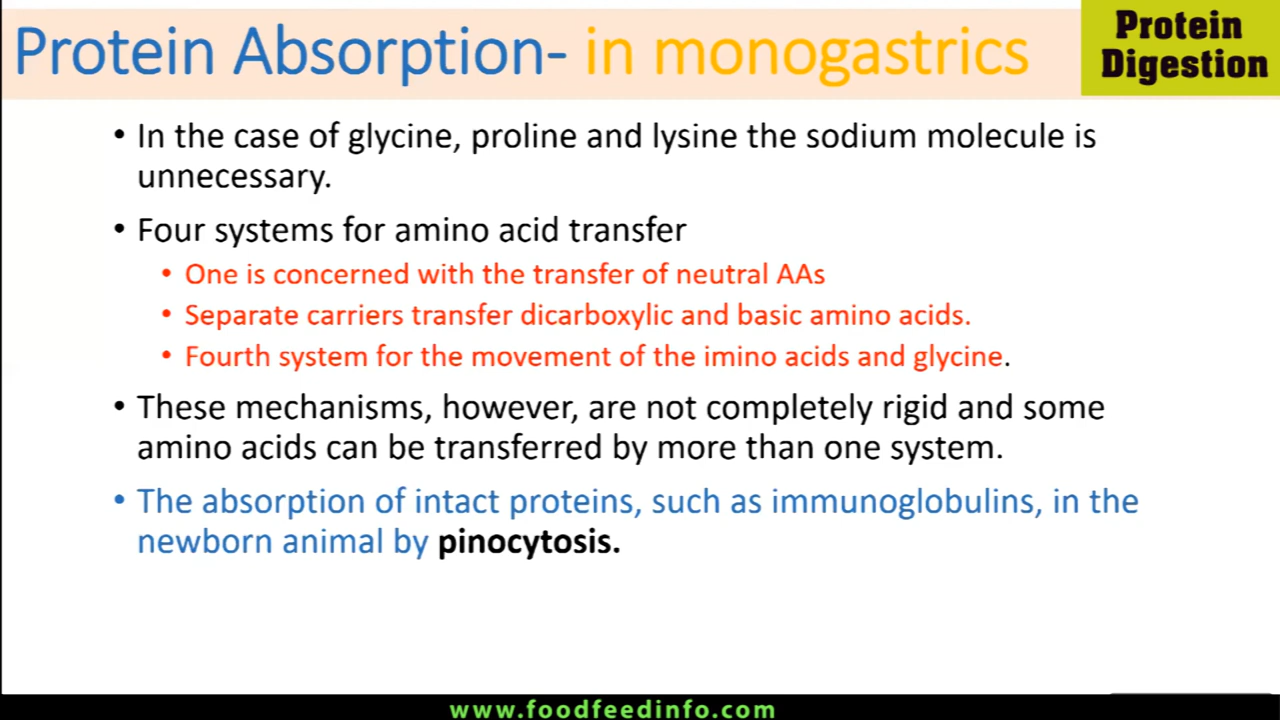 Protein Absorption- in monogastrics
Protein
Digestion
• In the case of glycine, proline and lysine the sodium molecule is
unnecessary.
• Four systems for amino acid transfer
• One is concerned with the transfer of neutral AAs
• Separate carriers transfer dicarboxylic and basic amino acids.
• Fourth system for the movement of the imino acids and glycine.
• These mechanisms, however, are not completely rigid and some
amino acids can be transferred by more than one system.
• The absorption of intact proteins, such as immunoglobulins, in the
newborn animal by pinocytosis.
www.foodfeedinfo.com